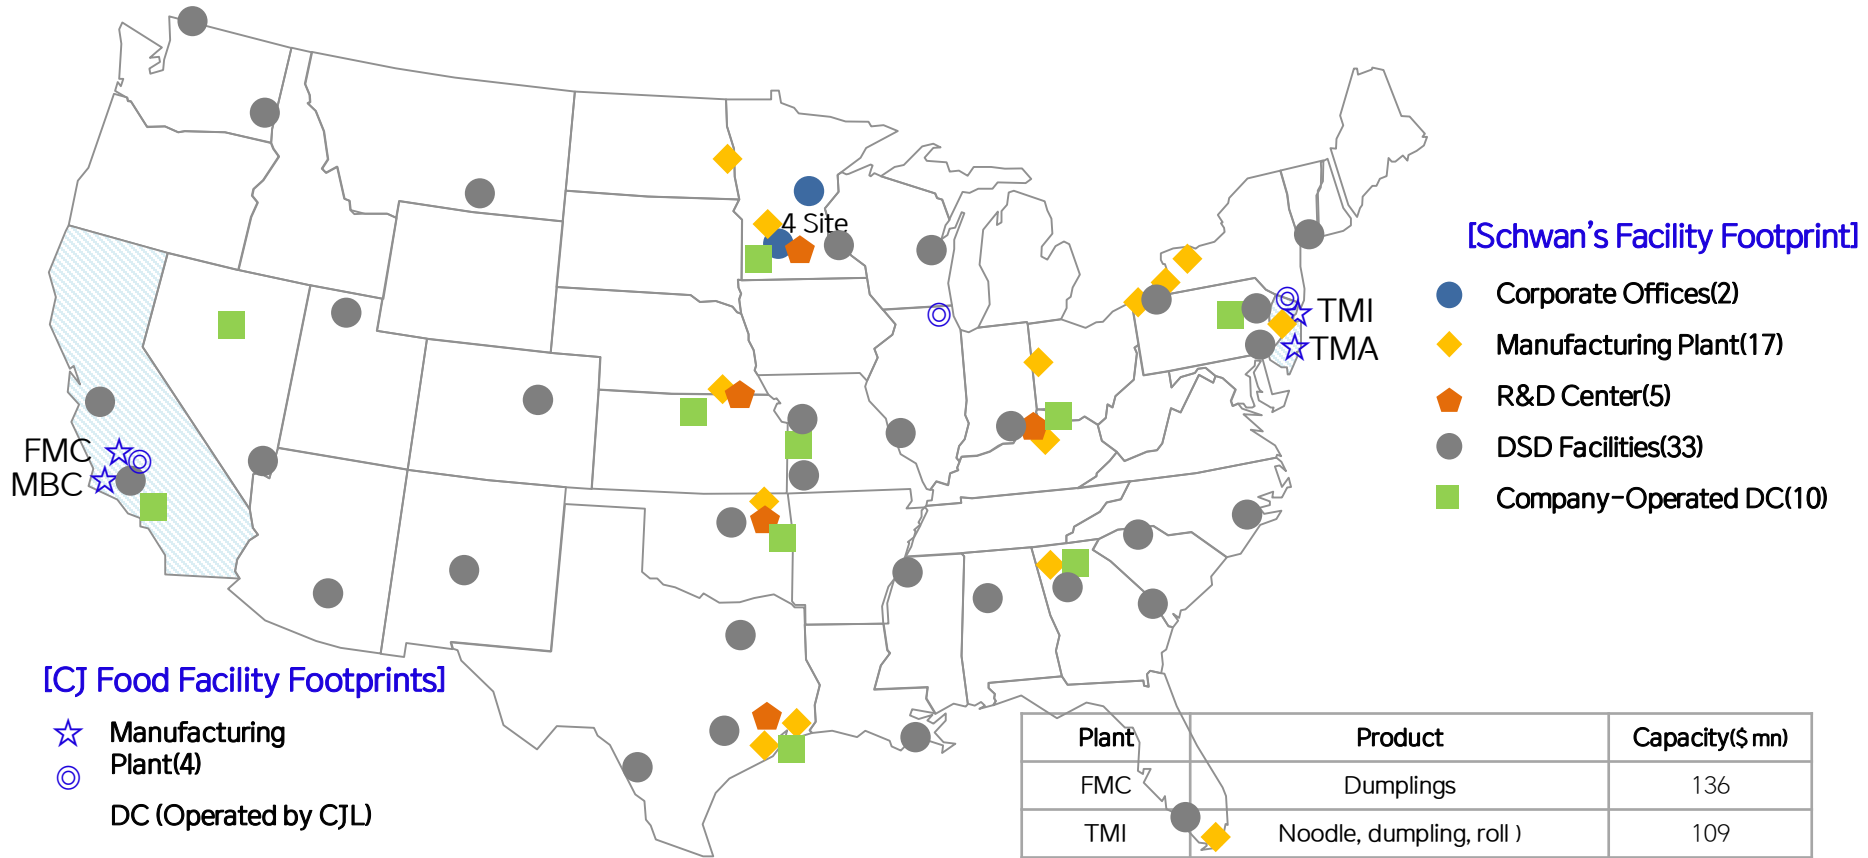 4 Site
[Schwan's Facility Footprint]
Corporate Offices(2)
Manufacturing Plant(17)
R&D Center(5)
DSD Facilities(33)
Company-Operated DC(10)
TMI
TMA
FMC
MBC
[CJ Food Facility Footprints]
Manufacturing
Plant(4)
DC (Operated by CJL)
Plant Product Capacity($ mn)
FMC Dumplings 136
TMI Noodle, dumpling, roll ) 109